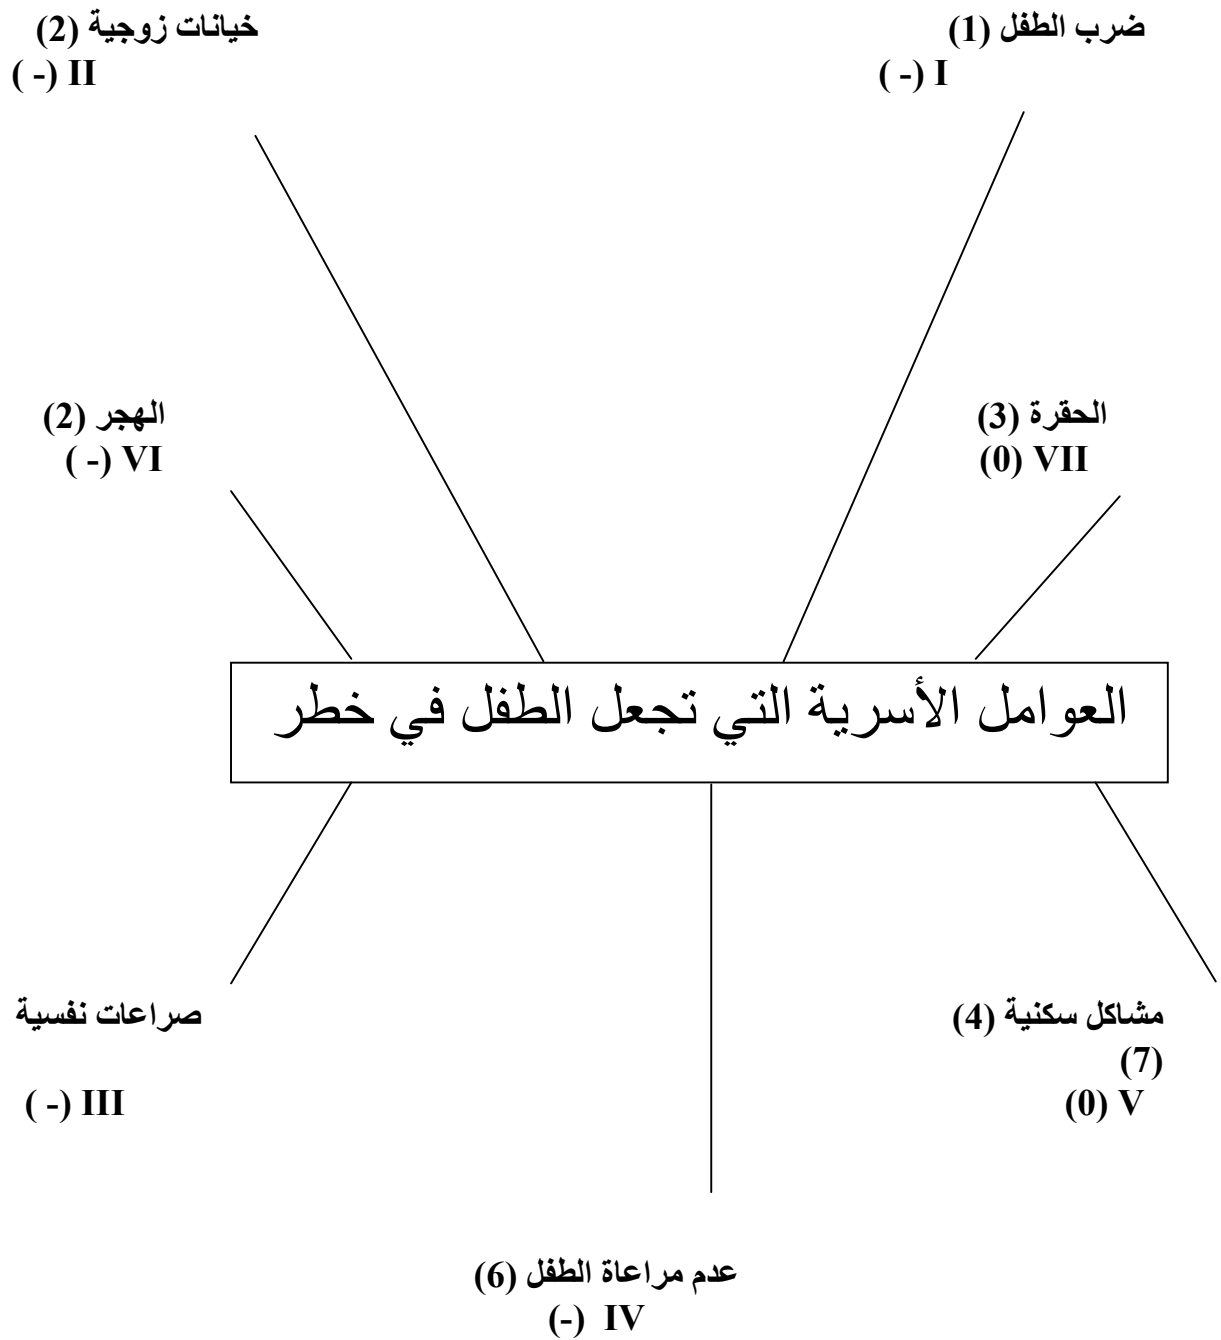 ضرب الطفل (1)
I (-)
خيانات زوجية (2)
II (-)
الحقرة (3)
VII (0)
الهجر (2)
VI (-)
العوامل الأسرية التي تجعل الطفل في خطر
مشاكل سكنية (4)
(7)
V (0)
صراعات نفسية
III (-)
عدم مراعاة الطفل (6)
IV (-)